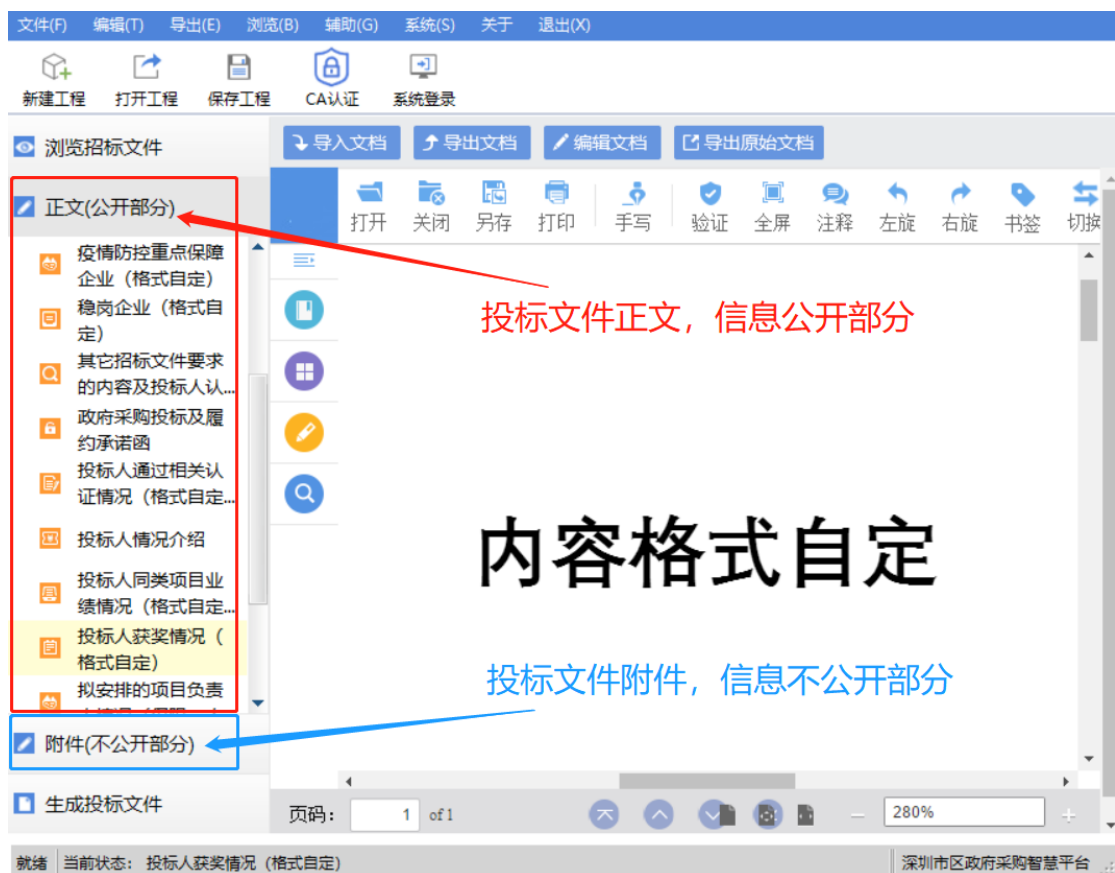 文件(F) 编辑(T) 导出(E) 浏览(B) 辅助(G) 系统(S) 关于 退出(X)
新建工程 打开工程 保存工程 CA认证 系统登录
浏览招标文件
导入文档 导出文档 编辑文档 导出原始文档
正文(公开部分)
打开 关闭 另存 打印 手写 验证 全屏 注释 左旋 右旋 书签 切换
疫情防控重点保障
企业（格式自定）
稳岗企业（格式自
定）
其它招标文件要求
的内容及投标人认...
政府采购投标及履
约承诺函
投标人通过相关认
证情况（格式自定...
投标人情况介绍
投标人同类项目业
绩情况（格式自定...
投标人获奖情况（
格式自定）
拟安排的项目负责
投标文件正文，信息公开部分
内容格式自定
投标文件附件，信息不公开部分
附件(不公开部分)
生成投标文件
页码： 1 of 1 280%
就绪 当前状态： 投标人获奖情况（格式自定） 深圳市区政府采购智慧平台